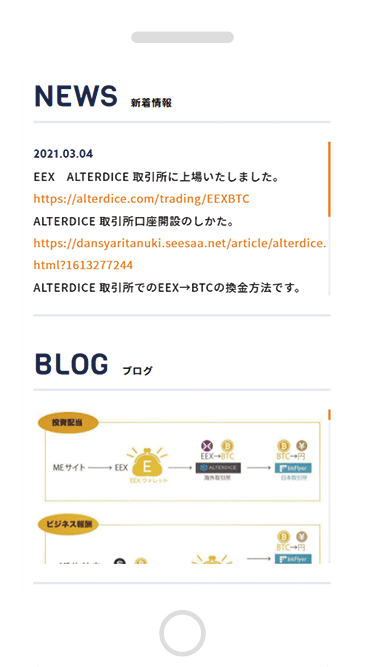 NEWS 新着情報
2021.03.04
EEX　ALTERDICE 取引所に上場いたしました。
https://alterdice.com/trading/EEXBTC
ALTERDICE 取引所口座開設のしかた。
https://dansyaritanuki.seesaa.net/article/alterdice.
html?1613277244
ALTERDICE 取引所でのEEX→BTCの換金方法です。
BLOG ブログ
投資配当
EEX→BTC
BTC→円
MEサイト
EEX
E
ALTERDICE
bitFlyer
EEXウォレット
海外取引所
日本取引所
ビジネス報酬
BTC→円
bitFlyer